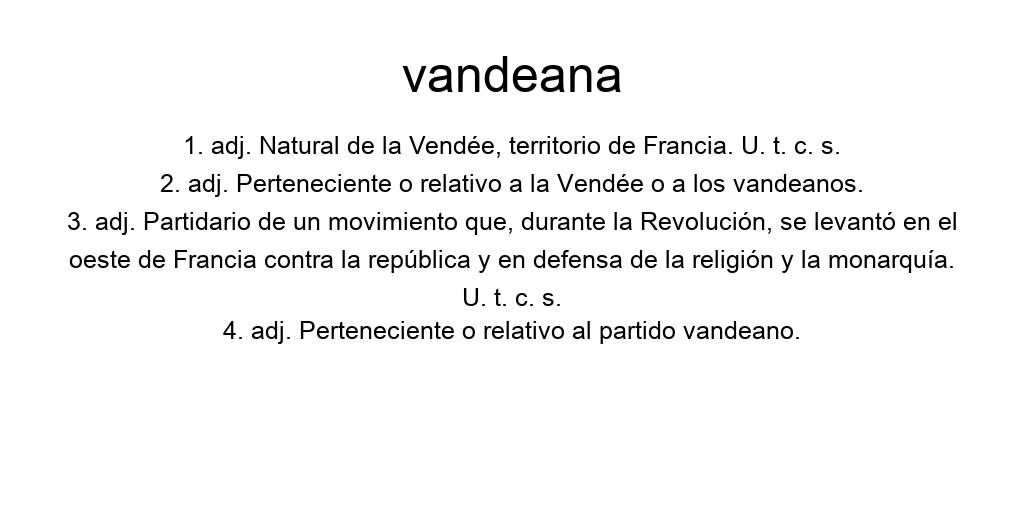 vandeana
1. adj. Natural de la Vendée, territorio de Francia. U. t. c. s.
2. adj. Perteneciente o relativo a la Vendée o a los vandeanos.
3. adj. Partidario de un movimiento que, durante la Revolución, se levantó en el
oeste de Francia contra la república y en defensa de la religión y la monarquía.
U. t. c. s.
4. adj. Perteneciente o relativo al partido vandeano.